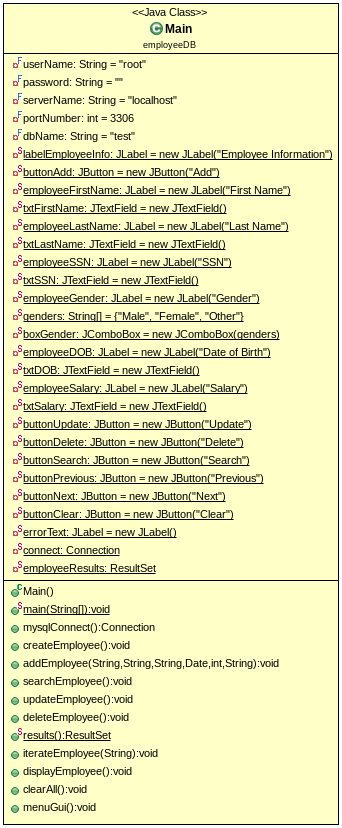 <<Java Class>>
C Main
employeeDB
F userName: String = "root"
F password: String = ""
F serverName: String = "localhost"
F portNumber: int = 3306
F dbName: String = "test"
S labelEmployeeInfo: JLabel = new JLabel("Employee Information")
S buttonAdd: JButton = new JButton("Add")
S employeeFirstName: JLabel = new JLabel("First Name")
S txtFirstName: JTextField = new JTextField()
S employeeLastName: JLabel = new JLabel("Last Name")
S txtLastName: JTextField = new JTextField()
S employeeSSN: JLabel = new JLabel("SSN")
S txtSSN: JTextField = new JTextField()
S employeeGender: JLabel = new JLabel("Gender")
S genders: String[] = {"Male", "Female", "Other"}
S boxGender: JComboBox = new JComboBox(genders)
S employeeDOB: JLabel = new JLabel("Date of Birth")
S txtDOB: JTextField = new JTextField()
S employeeSalary: JLabel = new JLabel("Salary")
S txtSalary: JTextField = new JTextField()
S buttonUpdate: JButton = new JButton("Update")
S buttonDelete: JButton = new JButton("Delete")
S buttonSearch: JButton = new JButton("Search")
S buttonPrevious: JButton = new JButton("Previous")
S buttonNext: JButton = new JButton("Next")
S buttonClear: JButton = new JButton("Clear")
S errorText: JLabel = new JLabel()
S connect: Connection
S employeeResults: ResultSet
C Main()
S main(String[]):void
mysqlConnect():Connection
createEmployee():void
addEmployee(String,String,String,Date,int,String):void
searchEmployee():void
updateEmployee():void
deleteEmployee():void
S results():ResultSet
iterateEmployee(String):void
displayEmployee():void
clearAll():void
menuGui():void